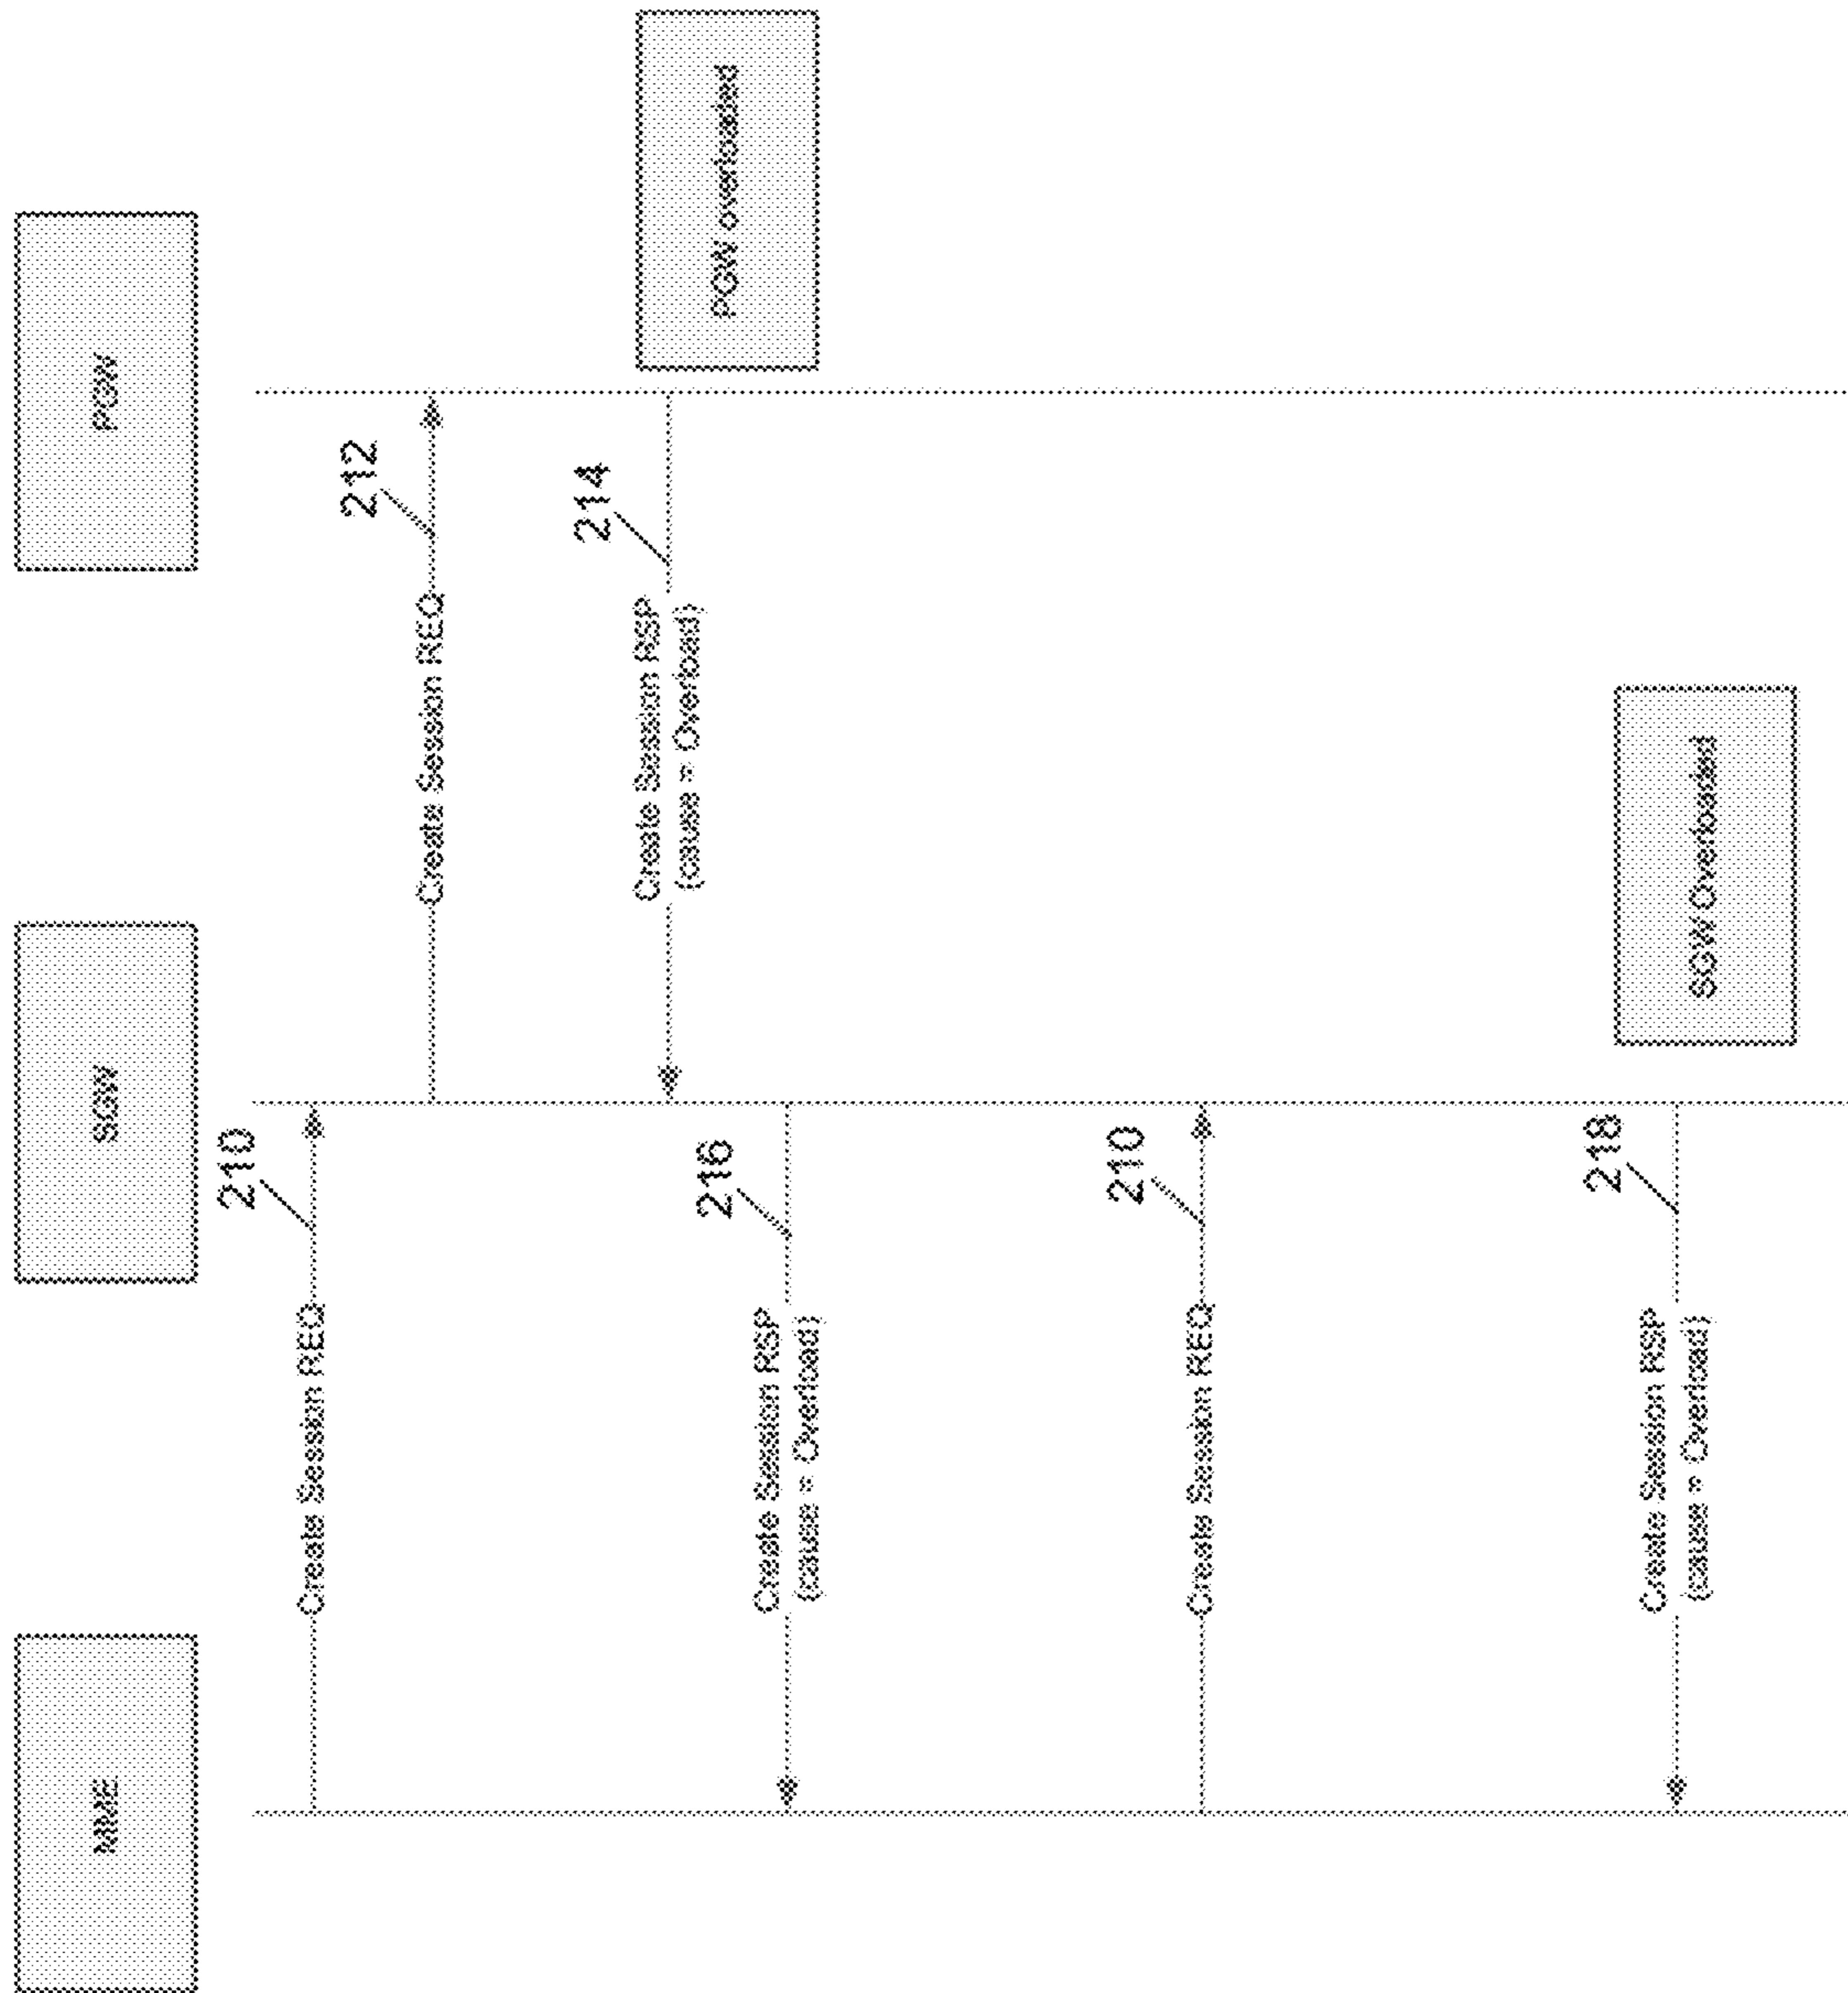 MME
SGW
PGW
210
Create Session REQ
212
Create Session REQ
214
Create Session RSP
(cause = Overload)
PGW overloaded
216
Create Session RSP
(cause = Overload)
210
Create Session REQ
218
Create Session RSP
(cause = Overload)
SGW Overloaded